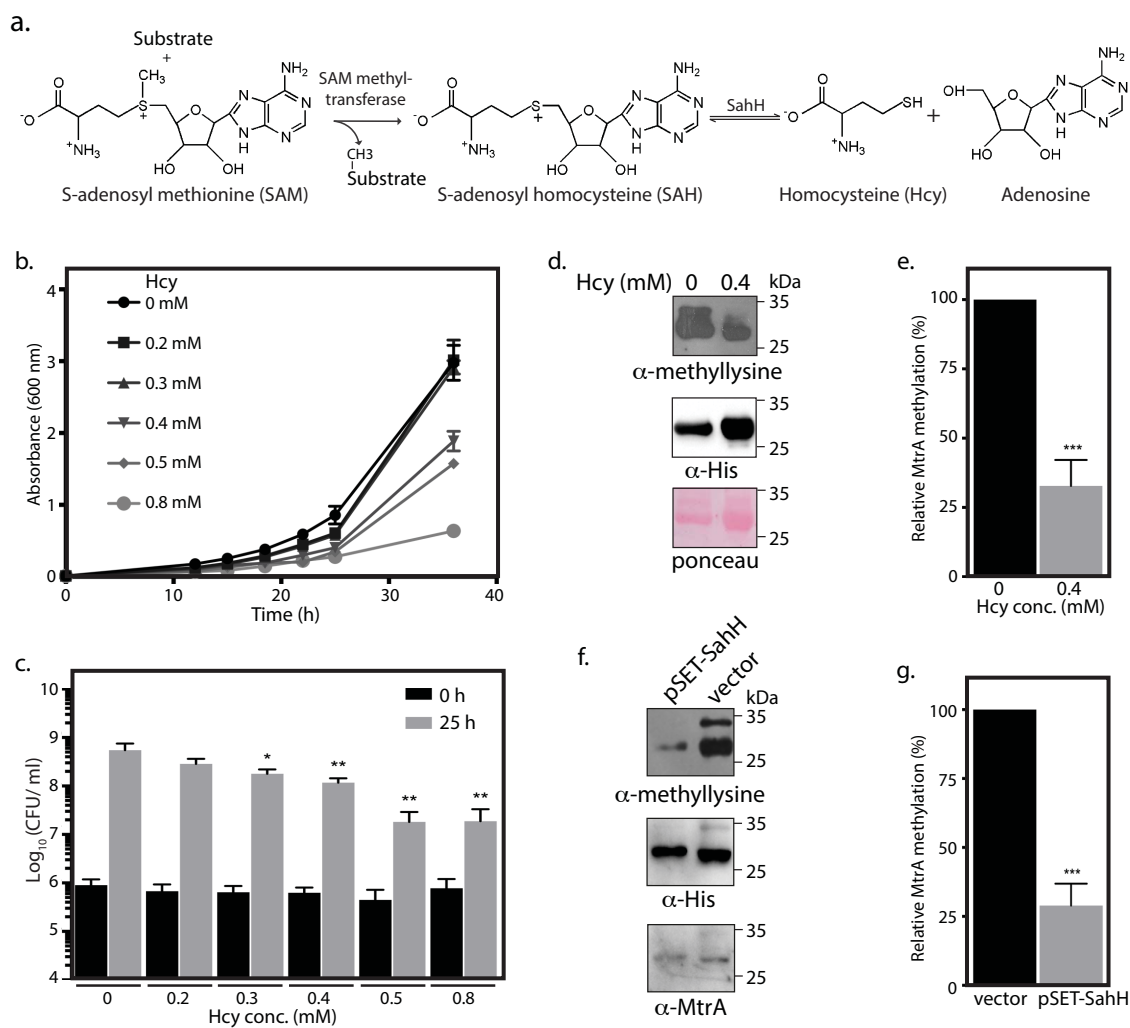 a.
Substrate
+
CH3
NH2
O
-O
S
+
O
N
N
N
H
N
+NH3
HO
OH
S-adenosyl methionine (SAM)
SAM methyl-
transferase
CH3
Substrate
NH2
O
-O
S
+
O
N
N
N
H
N
+NH3
HO
OH
S-adenosyl homocysteine (SAH)
SahH
O
-O
SH
+NH3
Homocysteine (Hcy)
+
NH2
HO
O
N
N
N
H
N
HO
OH
Adenosine
b.
Hcy
0 mM
0.2 mM
0.3 mM
0.4 mM
0.5 mM
0.8 mM
Absorbance (600 nm)
4
3
2
1
0
0 10 20 30 40
Time (h)
c.
0 h
25 h
Log10(CFU/ ml)
10
9
8
7
6
5
4
* ** ** **
0 0.2 0.3 0.4 0.5 0.8
Hcy conc. (mM)
d.
Hcy (mM) 0 0.4 kDa
35
25
α-methyllysine
35
25
α-His
35
25
ponceau
e.
Relative MtrA methylation (%)
100
75
50
25
0
***
0 0.4
Hcy conc. (mM)
f.
pSET-SahH
vector
kDa
35
25
α-methyllysine
35
25
α-His
35
25
α-MtrA
g.
Relative MtrA methylation (%)
100
75
50
25
0
***
vector pSET-SahH